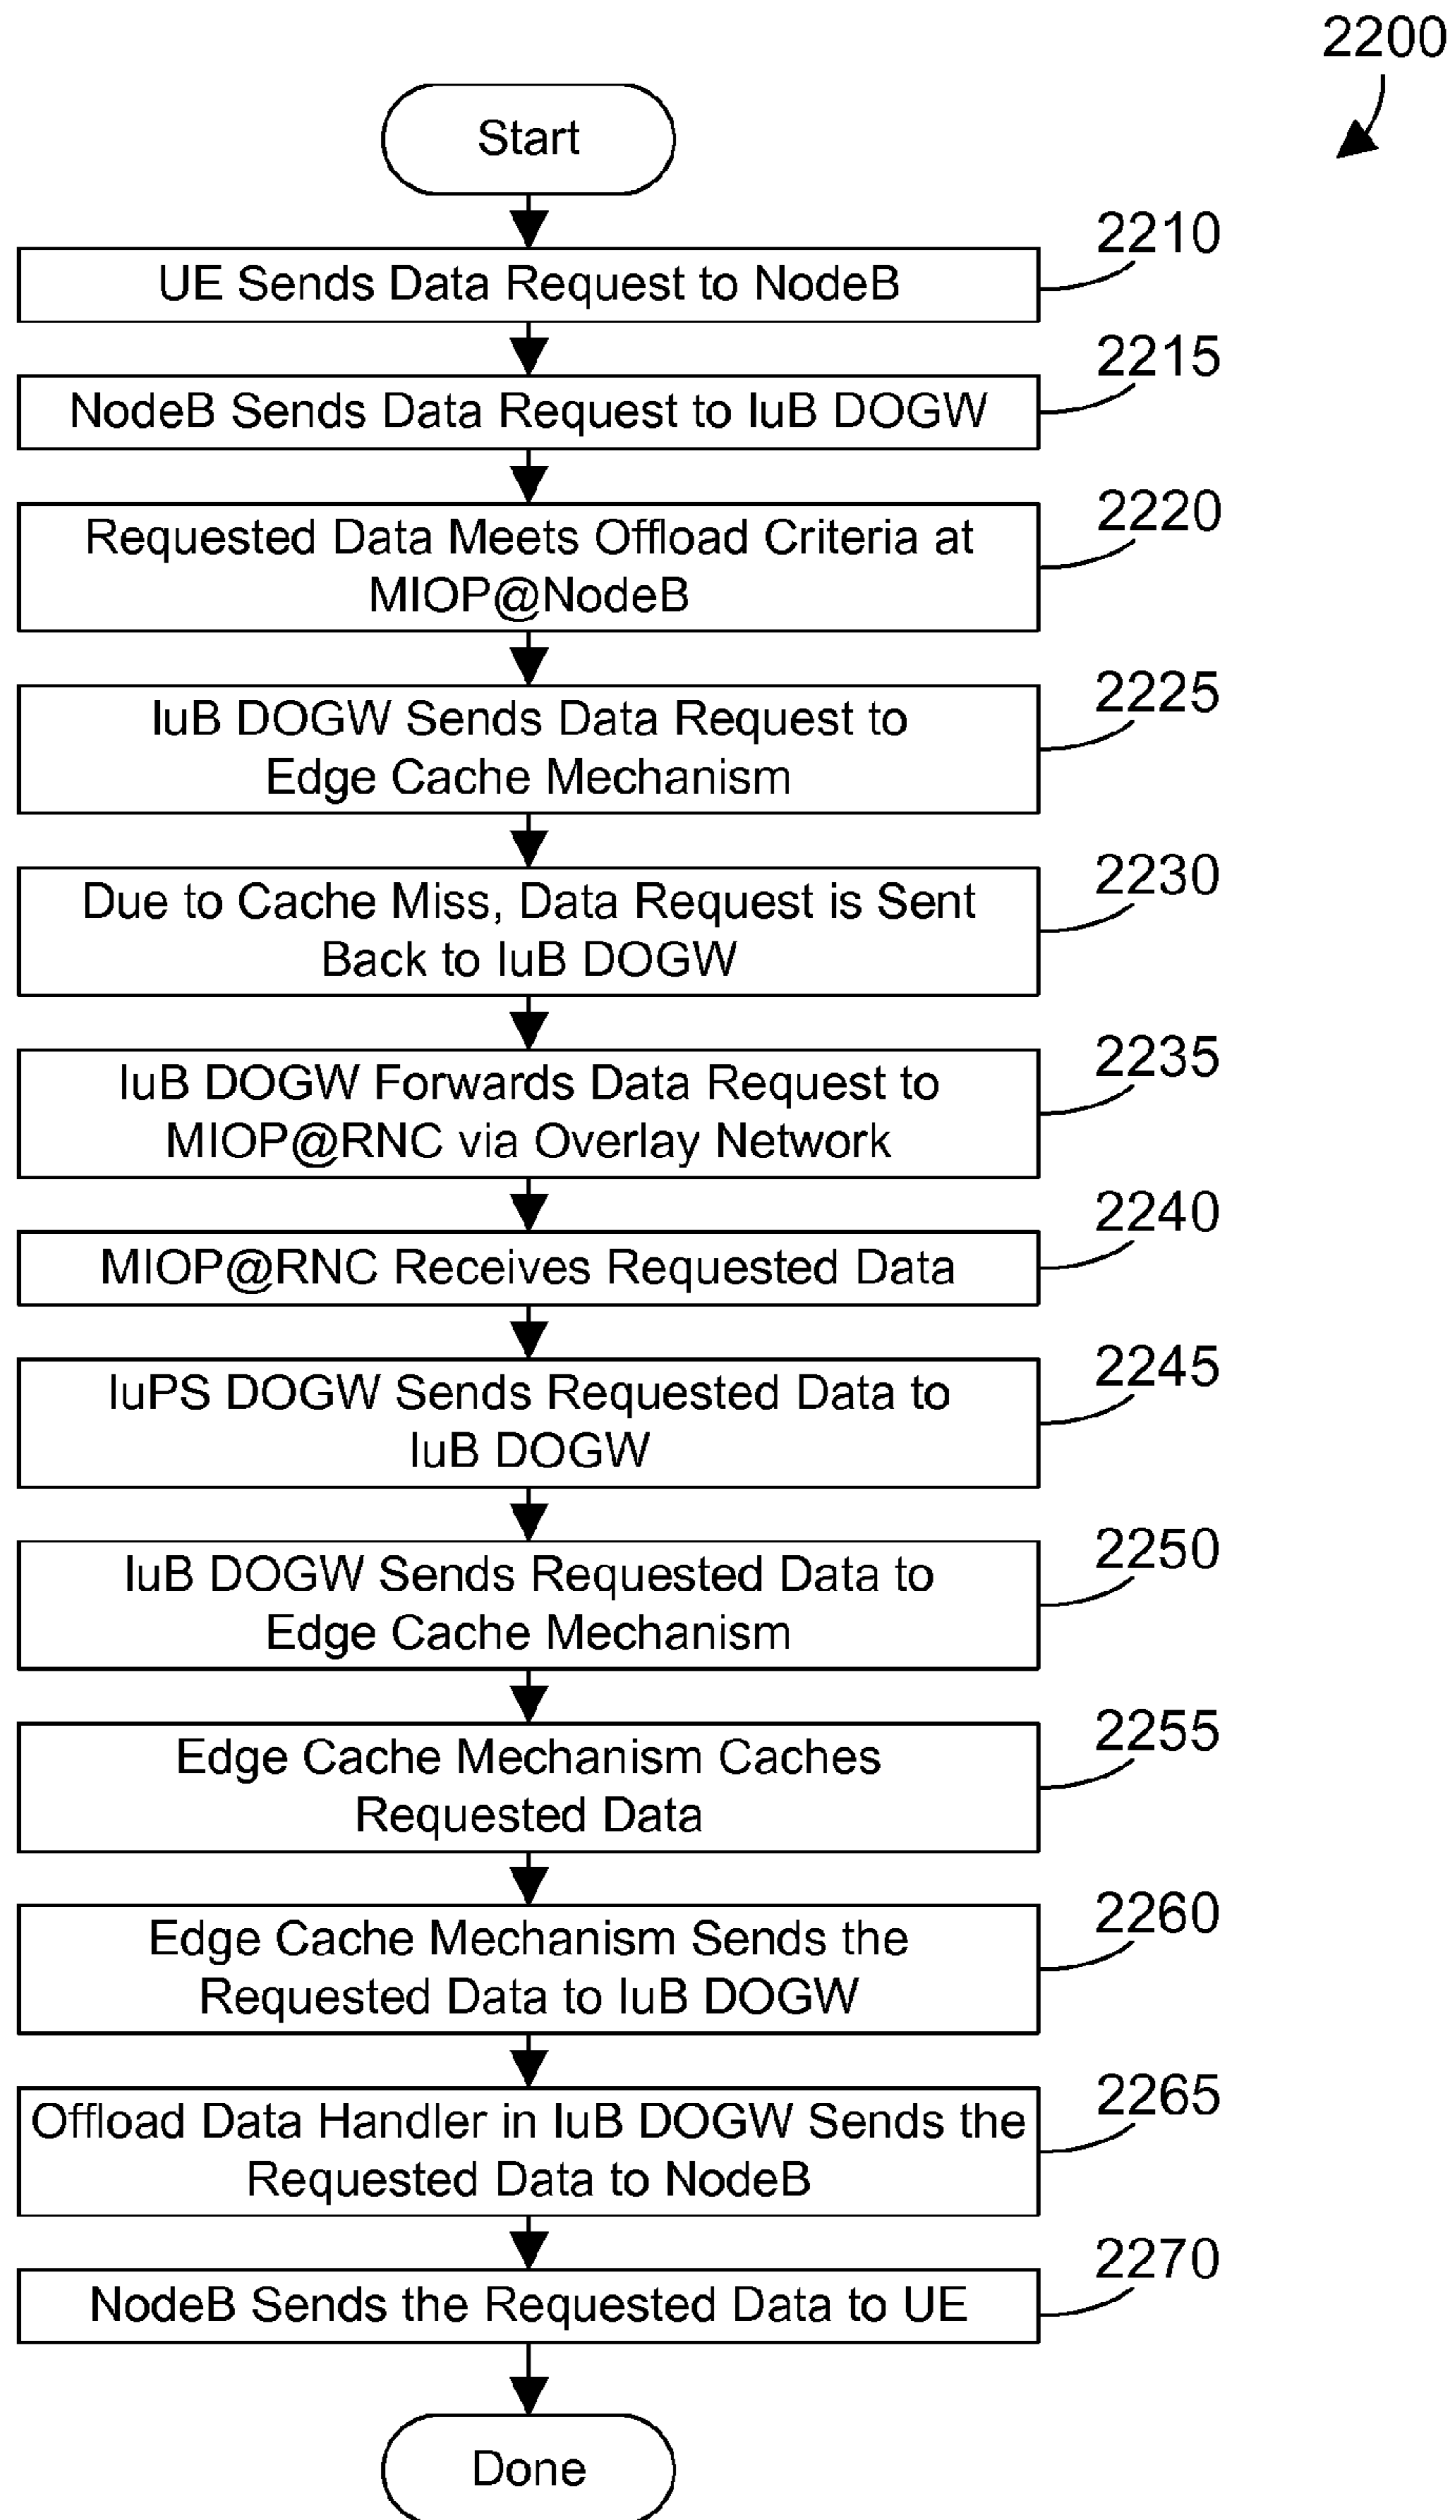 2200
Start
2210
UE Sends Data Request to NodeB
2215
NodeB Sends Data Request to IuB DOGW
2220
Requested Data Meets Offload Criteria at
MIOP@NodeB
2225
IuB DOGW Sends Data Request to
Edge Cache Mechanism
2230
Due to Cache Miss, Data Request is Sent
Back to IuB DOGW
2235
IuB DOGW Forwards Data Request to
MIOP@RNC via Overlay Network
2240
MIOP@RNC Receives Requested Data
2245
IuPS DOGW Sends Requested Data to
IuB DOGW
2250
IuB DOGW Sends Requested Data to
Edge Cache Mechanism
2255
Edge Cache Mechanism Caches
Requested Data
2260
Edge Cache Mechanism Sends the
Requested Data to IuB DOGW
2265
Offload Data Handler in IuB DOGW Sends the
Requested Data to NodeB
2270
NodeB Sends the Requested Data to UE
Done